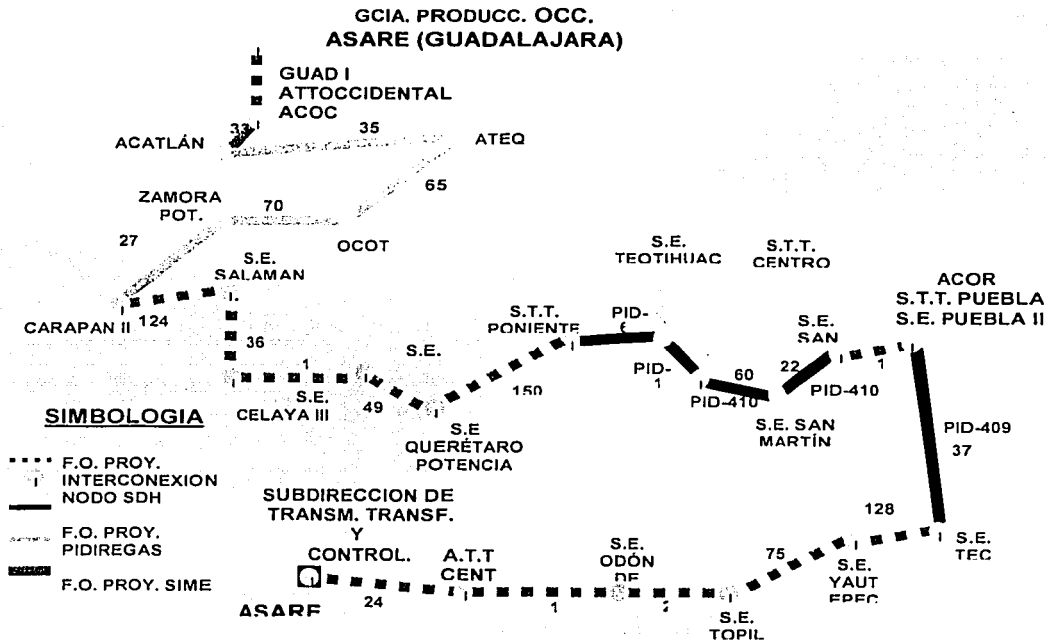 GCIA. PRODUCC. OCC.
ASARE (GUADALAJARA)
GUAD I
ATTOCCIDENTAL
ACOC
33
35
ACATLÁN
ATEQ
65
ZAMORA
POT.
70
27
OCOT
S.E.
SALAMAN
CARAPAN II
124
36
S.E.
TEOTIHUAC
S.T.T.
CENTRO
ACOR
S.T.T. PUEBLA
S.E. PUEBLA II
S.T.T.
PONIENTE
PID-
S.E.
SAN
S.E.
1
S.E.
CELAYA III
49
150
PID-
1
60
22
PID-410
PID-410
1
S.E. SAN
MARTÍN
S.E
QUERÉTARO
POTENCIA
PID-409
37
SIMBOLOGIA
F.O. PROY.
INTERCONEXION
NODO SDH
F.O. PROY.
PIDIREGAS
F.O. PROY. SIME
SUBDIRECCION DE
TRANSM. TRANSF.
Y
CONTROL.
A.T.T
CENT
S.E.
ODÓN
DE
128
75
S.E.
TEC
S.E.
YAUT
EPEC
ASARE
24
1
S.E.
TOPIL